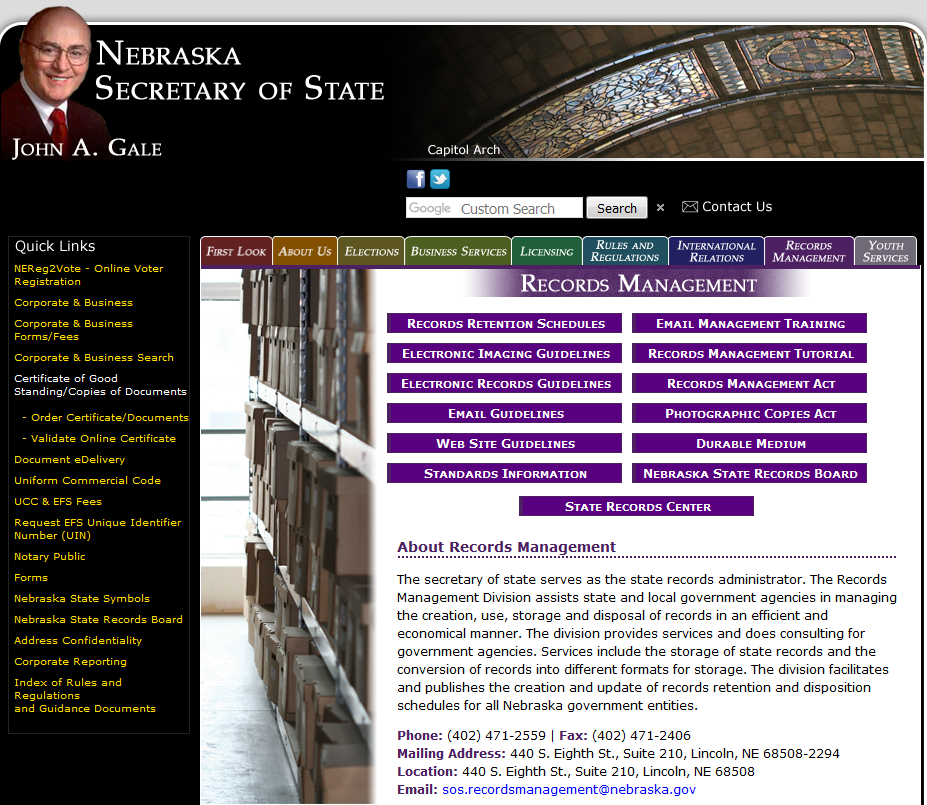 Nebraska
Secretary of State
John A. Gale
Capitol Arch
Google Custom Search
Search
× Contact Us
Quick Links
NEReg2Vote - Online Voter
Registration
Corporate & Business
Corporate & Business
Forms/Fees
Corporate & Business Search
Certificate of Good
Standing/Copies of Documents
- Order Certificate/Documents
- Validate Online Certificate
Document eDelivery
Uniform Commercial Code
UCC & EFS Fees
Request EFS Unique Identifier
Number (UIN)
Notary Public
Forms
Nebraska State Symbols
Nebraska State Records Board
Address Confidentiality
Corporate Reporting
Index of Rules and
Regulations
and Guidance Documents
First Look
About Us
Elections
Business Services
Licensing
Rules and
Regulations
International
Relations
Records
Management
Youth
Services
Records Management
Records Retention Schedules
Email Management Training
Electronic Imaging Guidelines
Records Management Tutorial
Electronic Records Guidelines
Records Management Act
Email Guidelines
Photographic Copies Act
Web Site Guidelines
Durable Medium
Standards Information
Nebraska State Records Board
State Records Center
About Records Management
The secretary of state serves as the state records administrator. The Records
Management Division assists state and local government agencies in managing
the creation, use, storage and disposal of records in an efficient and
economical manner. The division provides services and does consulting for
government agencies. Services include the storage of state records and the
conversion of records into different formats for storage. The division facilitates
and publishes the creation and update of records retention and disposition
schedules for all Nebraska government entities.
Phone: (402) 471-2559 | Fax: (402) 471-2406
Mailing Address: 440 S. Eighth St., Suite 210, Lincoln, NE 68508-2294
Location: 440 S. Eighth St., Suite 210, Lincoln, NE 68508
Email: sos.recordsmanagement@nebraska.gov